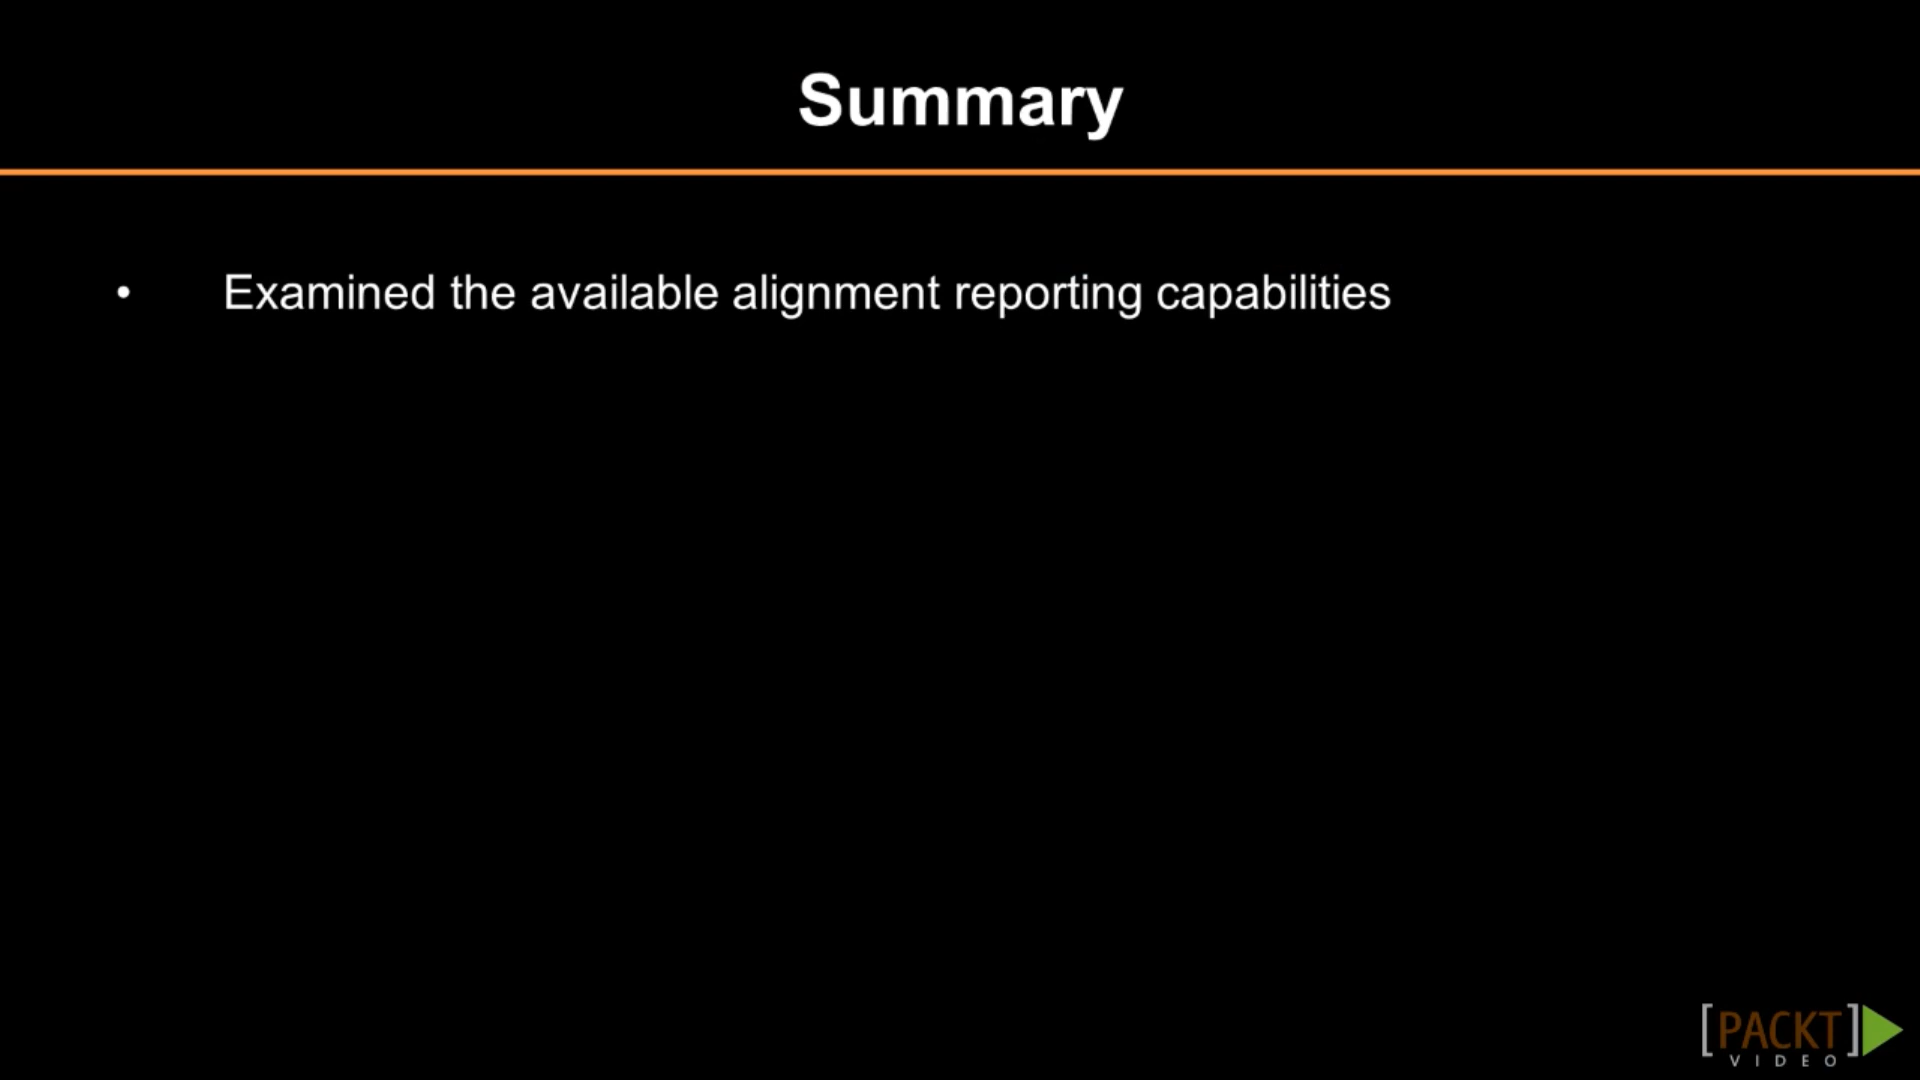 Summary
• Examined the available alignment reporting capabilities
[PACKT]
VIDEO